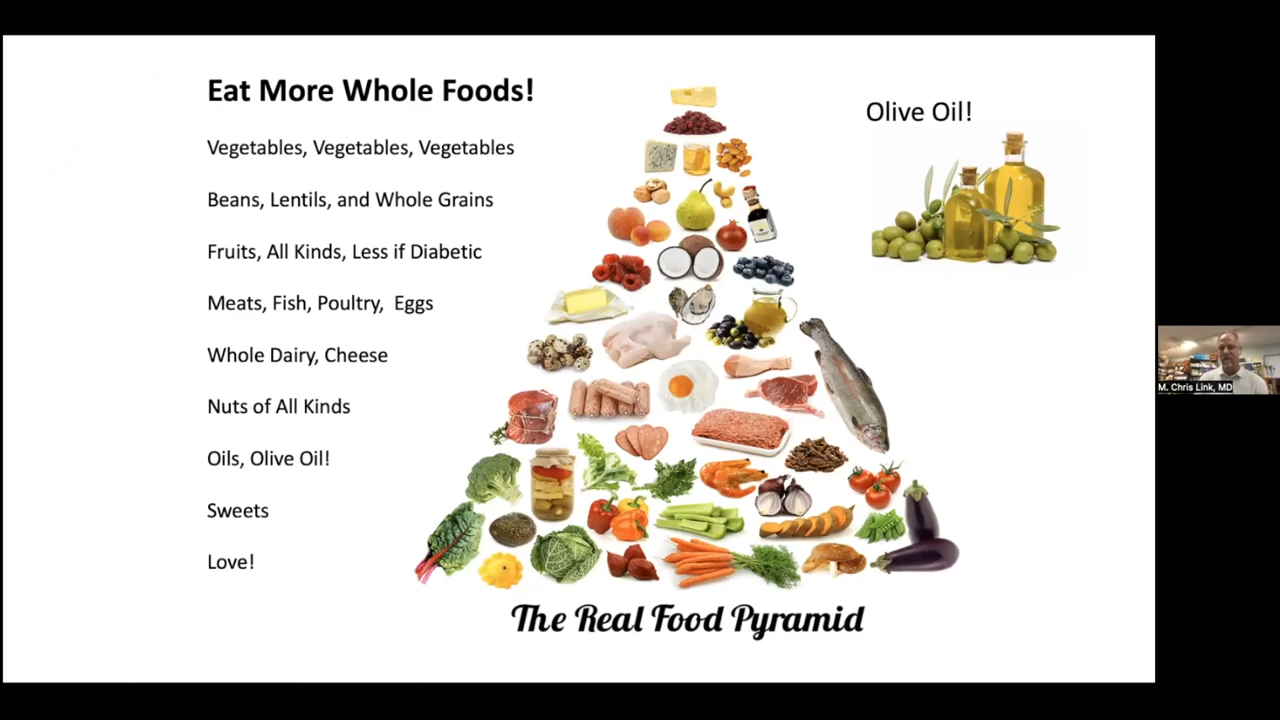 Eat More Whole Foods!
Vegetables, Vegetables, Vegetables
Beans, Lentils, and Whole Grains
Fruits, All Kinds, Less if Diabetic
Meats, Fish, Poultry, Eggs
Whole Dairy, Cheese
Nuts of All Kinds
Oils, Olive Oil!
Sweets
Love!
Olive Oil!
The Real Food Pyramid
M. Chris Link, MD